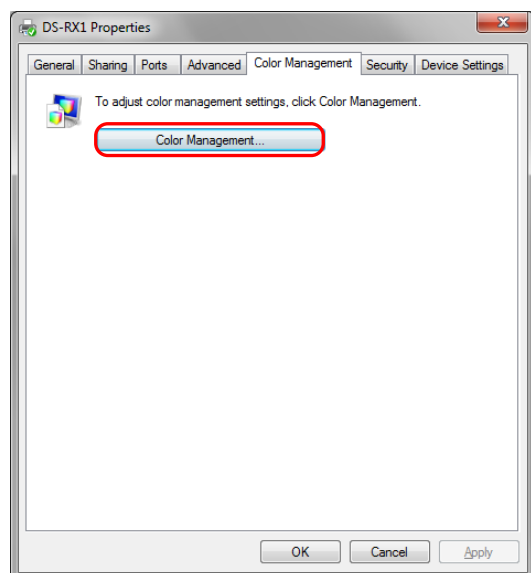 DS-RX1 Properties
General Sharing Ports Advanced Color Management Security Device Settings
To adjust color management settings, click Color Management.
Color Management...
OK Cancel Apply